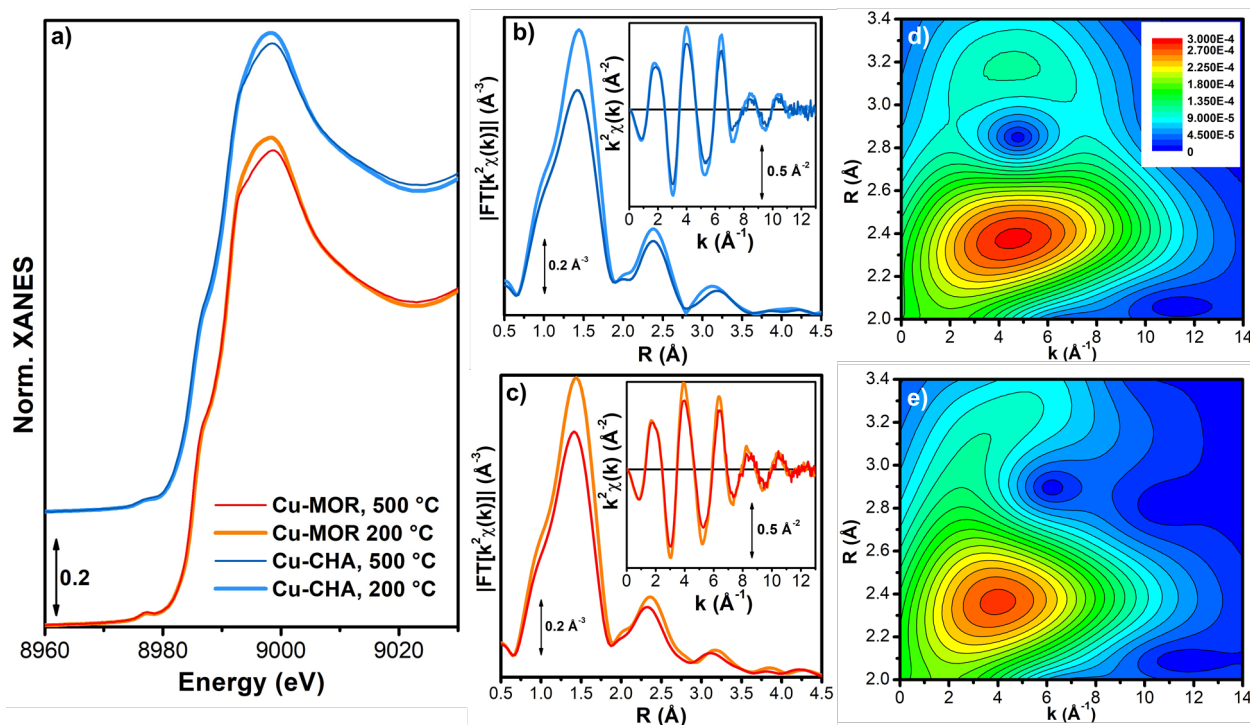 a)
Norm. XANES
0.2
Cu-MOR, 500 °C
Cu-MOR 200 °C
Cu-CHA, 500 °C
Cu-CHA, 200 °C
8960 8980 9000 9020
Energy (eV)
b)
|FT[k²χ(k)]| (Å⁻³)
0.2 Å⁻³
k²χ(k) (Å⁻²)
0.5 Å⁻²
0 2 4 6 8 10 12
k (Å⁻¹)
0.5 1.0 1.5 2.0 2.5 3.0 3.5 4.0 4.5
R (Å)
c)
|FT[k²χ(k)]| (Å⁻³)
0.2 Å⁻³
k²χ(k) (Å⁻²)
0.5 Å⁻²
0 2 4 6 8 10 12
k (Å⁻¹)
0.5 1.0 1.5 2.0 2.5 3.0 3.5 4.0 4.5
R (Å)
d)
3.000E-4
2.700E-4
2.250E-4
1.800E-4
1.350E-4
9.000E-5
4.500E-5
0
3.4
3.2
3.0
2.8
2.6
2.4
2.2
2.0
R (Å)
0 2 4 6 8 10 12 14
k (Å⁻¹)
e)
3.4
3.2
3.0
2.8
2.6
2.4
2.2
2.0
R (Å)
0 2 4 6 8 10 12 14
k (Å⁻¹)